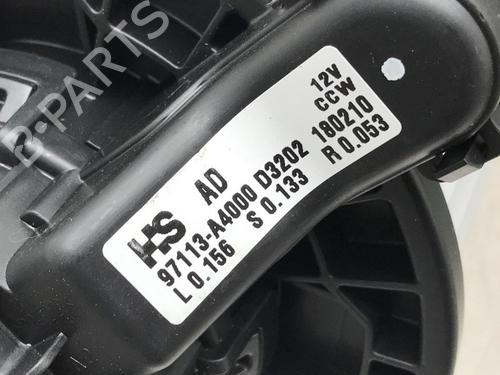 B-PARTS
HS AD 12V CCW
97113-A4000 D3202 180210
L 0.156 S 0.133 R 0.053